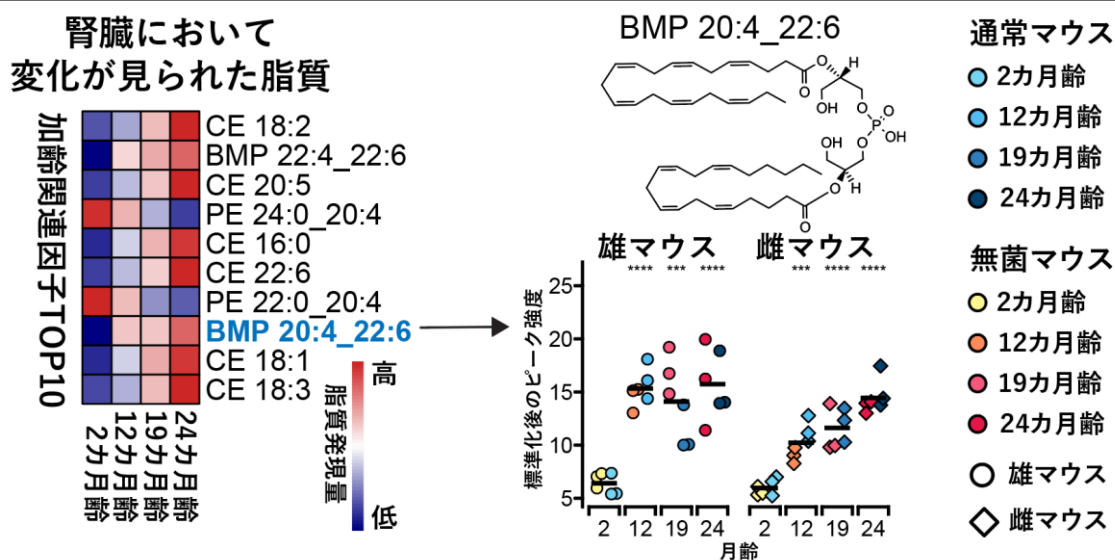 腎臓において
変化が見られた脂質
加齢関連因子TOP10
CE 18:2
BMP 22:4_22:6
CE 20:5
PE 24:0_20:4
CE 16:0
CE 22:6
PE 22:0_20:4
BMP 20:4_22:6
CE 18:1
CE 18:3
2カ月齢
12カ月齢
19カ月齢
24カ月齢
脂質発現量
高
低
BMP 20:4_22:6
O
H
O
OH
O
O
P
OH
OH
O
O
H
O
雄マウス
雌マウス
**** *** ****
*** **** ****
標準化後のピーク強度
25
20
15
10
5
2 12 19 24
2 12 19 24
月齢
通常マウス
2カ月齢
12カ月齢
19カ月齢
24カ月齢
無菌マウス
2カ月齢
12カ月齢
19カ月齢
24カ月齢
雄マウス
雌マウス